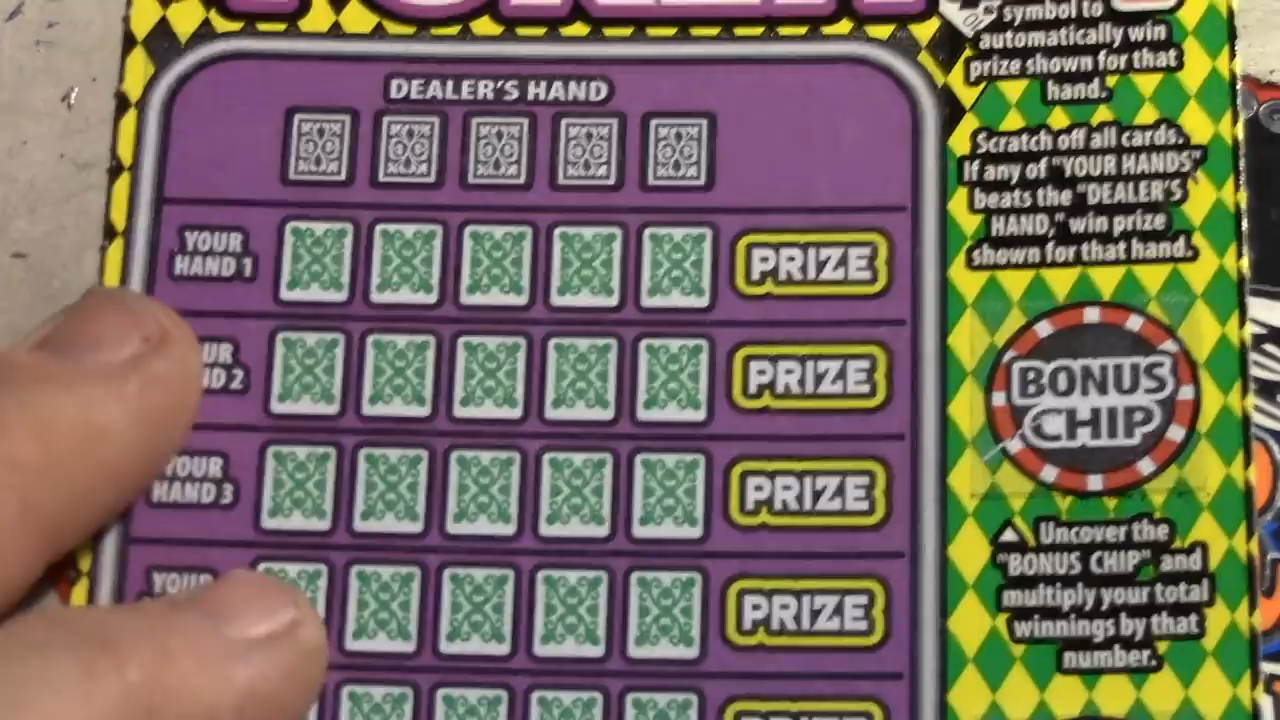 symbol to
automatically win
prize shown for that
hand.
DEALER'S HAND
Scratch off all cards.
If any of "YOUR HANDS"
beats the "DEALER'S
HAND," win prize
shown for that hand.
YOUR
HAND 1
PRIZE
PRIZE
YOUR
HAND 3
PRIZE
YOUR
PRIZE
BONUS
CHIP
Uncover the
"BONUS CHIP" and
multiply your total
winnings by that
number.